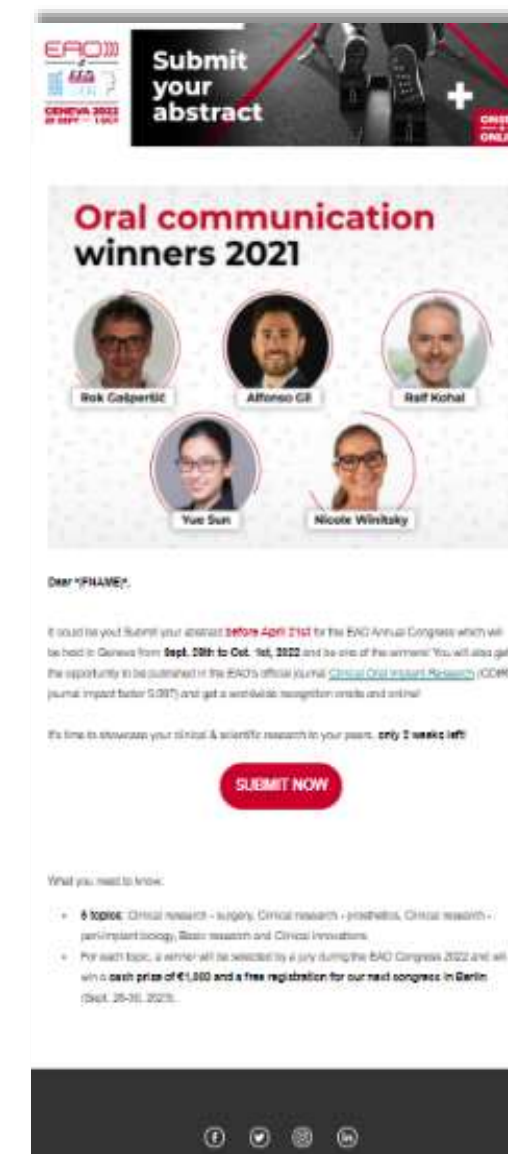 EAO
GENEVA 2022
29 SEPT 1 OCT
Submit
your
abstract
Oral communication
winners 2021
Rok Gašperšič
Alfonso Gil
Ralf Kohal
Yue Sun
Nicole Winitsky
Dear *|FNAME|*,
It could be you! Submit your abstract before April 21st for the EAO Annual Congress which will
be held in Geneva from Sept. 29th to Oct. 1st, 2022 and be one of the winners! You will also get
the opportunity to be published in the EAO's official journal Clinical Oral Implant Research (COIR
journal impact factor 5.097) and get a worldwide recognition onsite and online!
It's time to showcase your clinical & scientific research to your peers, only 2 weeks left!
SUBMIT NOW
What you need to know:
topics: Clinical research - surgery, Clinical research - prosthetics, Clinical research -
peri-implant biology, Basic research and Clinical innovations
For each topic, a winner will be selected by a jury during the EAO Congress 2022 and will
win a cash prize of €1,000 and a free registration for our next congress in Berlin
(Sept. 2023).